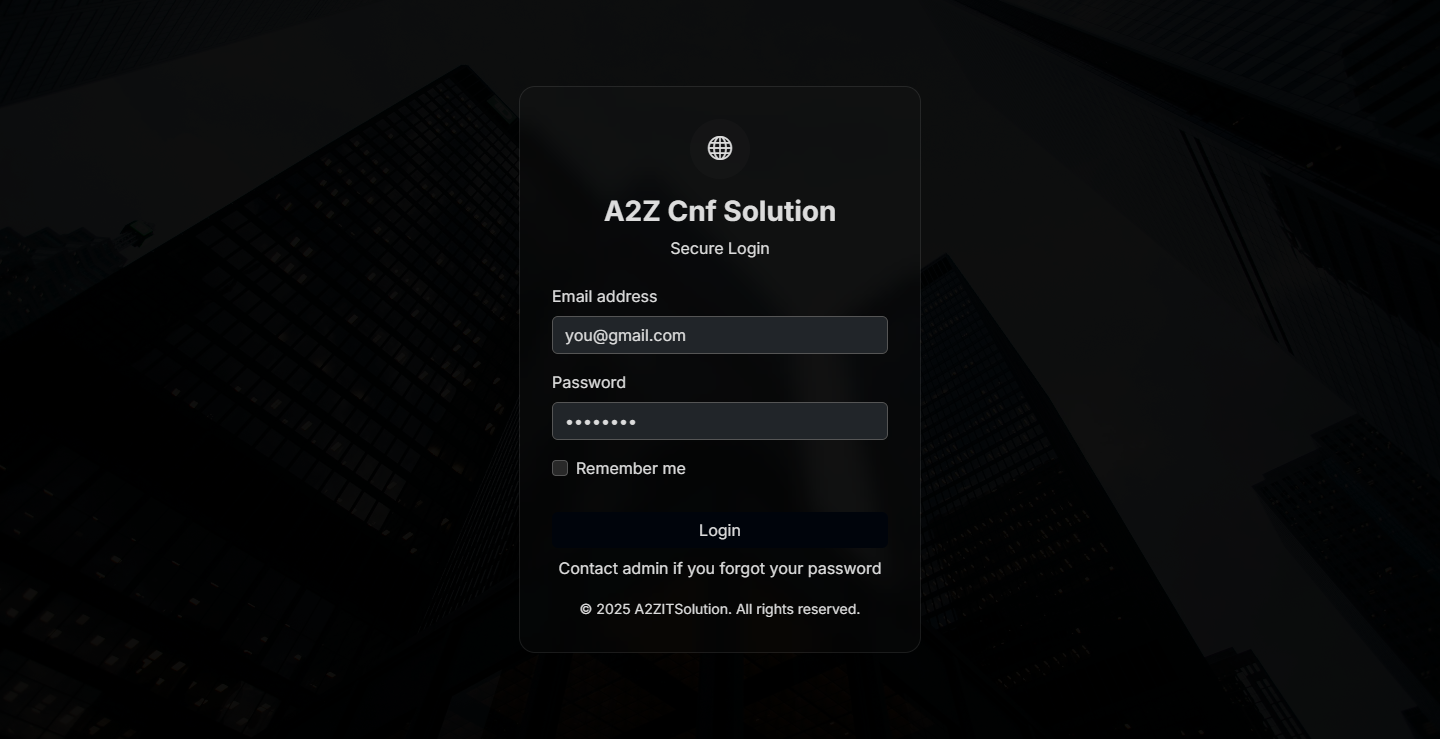 A2Z Cnf Solution
Secure Login
Email address
you@gmail.com
Password
••••••••
Remember me
Login
Contact admin if you forgot your password
© 2025 A2ZITSolution. All rights reserved.